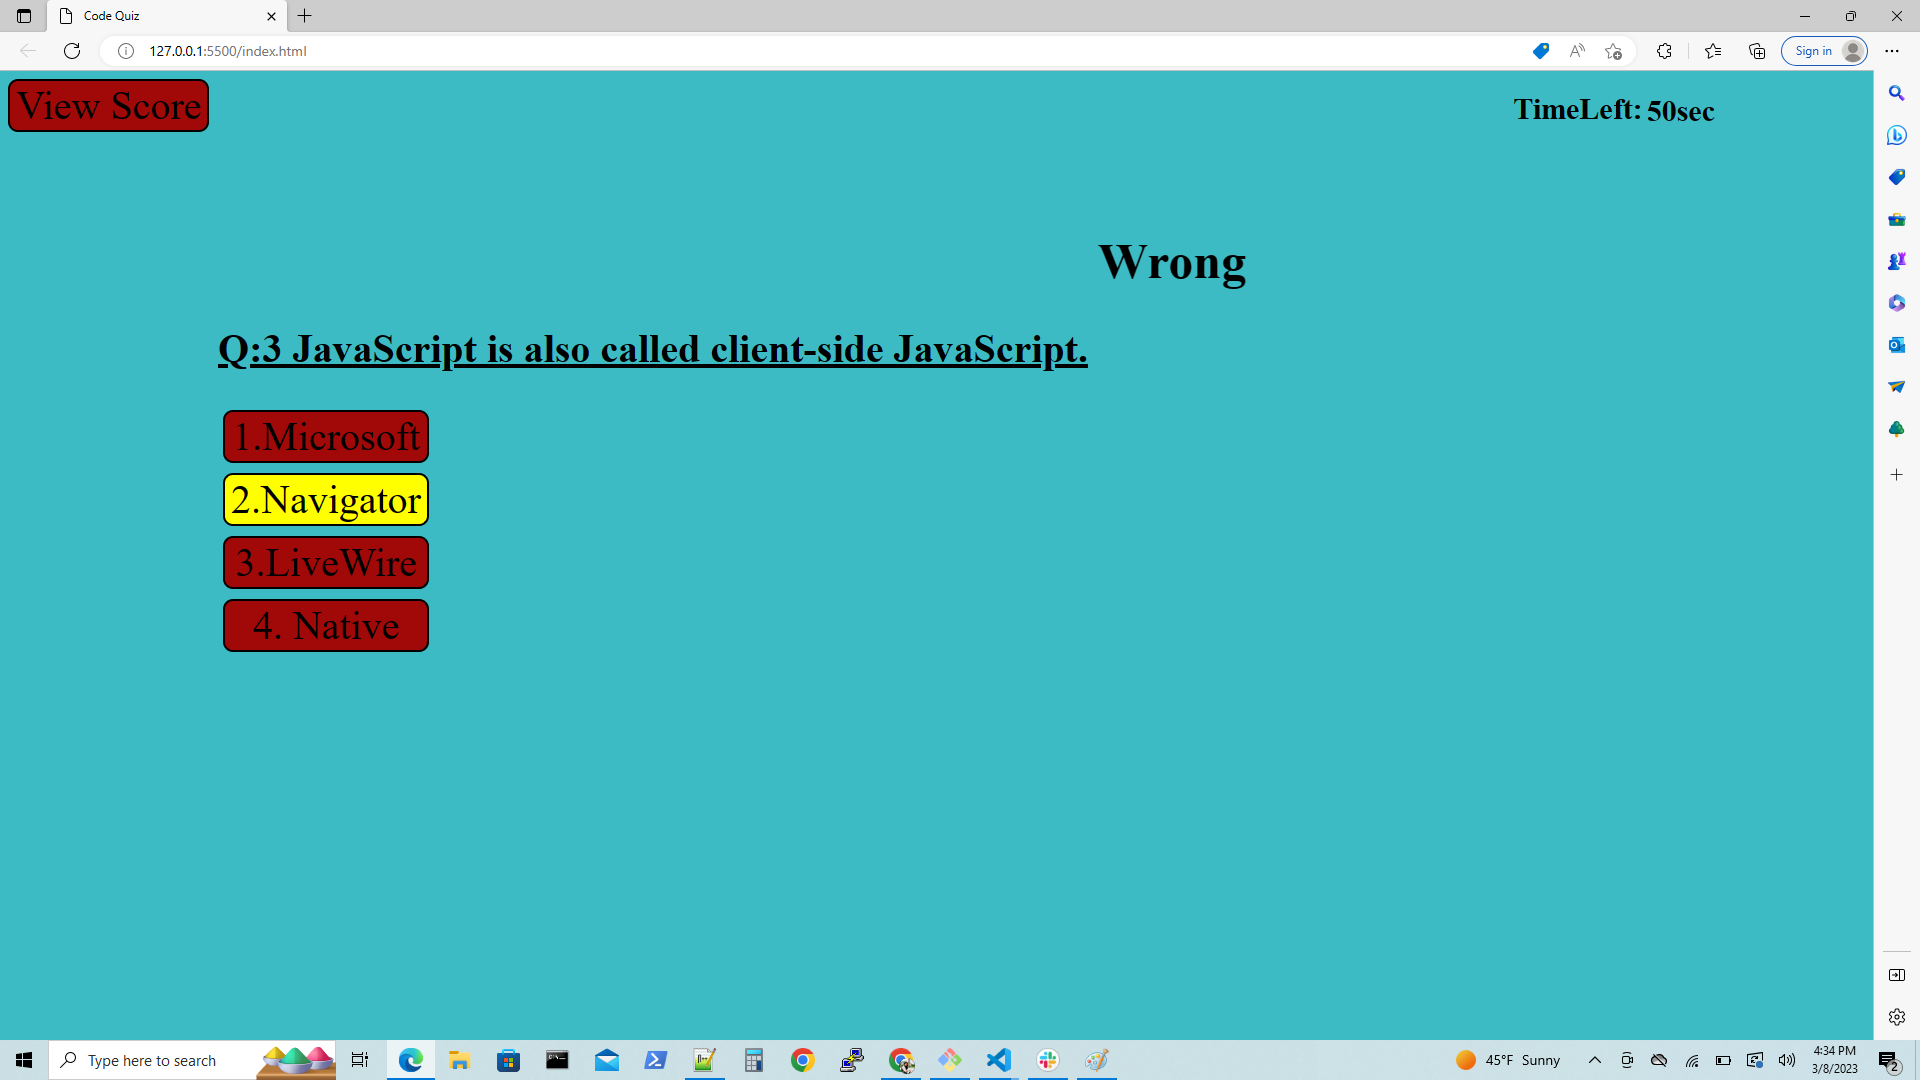 Code Quiz
127.0.0.1:5500/index.html
Sign in
View Score
TimeLeft: 50sec
Wrong
Q:3 JavaScript is also called client-side JavaScript.
1.Microsoft
2.Navigator
3.LiveWire
4. Native
Type here to search
45°F Sunny
4:34 PM
3/8/2023
2